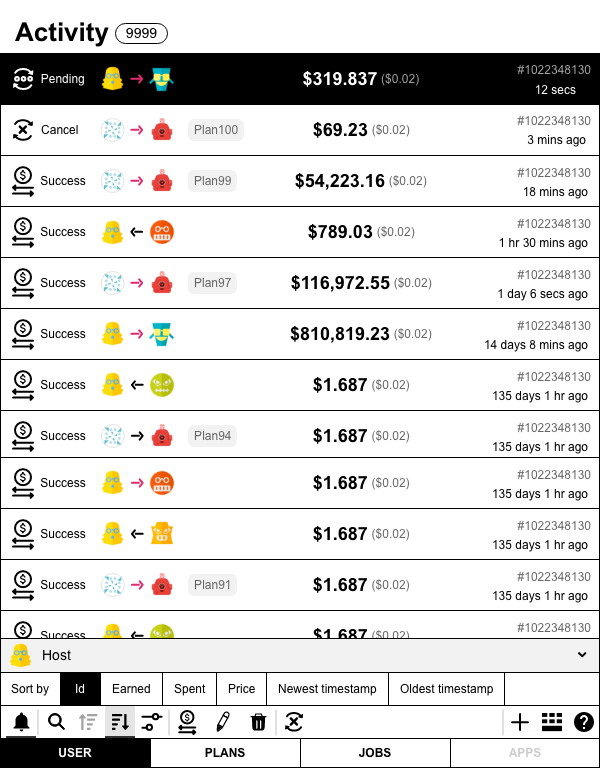 Activity 9999
Pending $319.837 ($0.02) #1022348130
12 secs
Cancel Plan100 $69.23 ($0.02) #1022348130
3 mins ago
Success Plan99 $54,223.16 ($0.02) #1022348130
18 mins ago
Success $789.03 ($0.02) #1022348130
1 hr 30 mins ago
Success Plan97 $116,972.55 ($0.02) #1022348130
1 day 6 secs ago
Success $810,819.23 ($0.02) #1022348130
14 days 8 mins ago
Success $1.687 ($0.02) #1022348130
135 days 1 hr ago
Success Plan94 $1.687 ($0.02) #1022348130
135 days 1 hr ago
Success $1.687 ($0.02) #1022348130
135 days 1 hr ago
Success $1.687 ($0.02) #1022348130
135 days 1 hr ago
Success Plan91 $1.687 ($0.02) #1022348130
135 days 1 hr ago
Success $1.687 ($0.02) #1022348130
Host
Sort by Id Earned Spent Price Newest timestamp Oldest timestamp
USER PLANS JOBS APPS